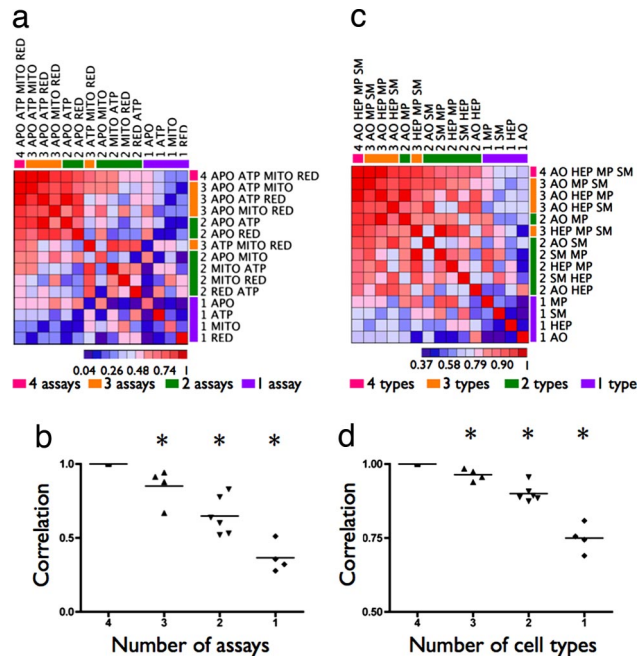 a
4 APO ATP MITO RED
3 APO ATP MITO
3 APO ATP RED
3 APO MITO RED
2 APO ATP
2 APO RED
3 ATP MITO RED
2 APO MITO
2 MITO ATP
2 MITO RED
2 RED ATP
1 APO
1 ATP
1 MITO
1 RED
4 APO ATP MITO RED
3 APO ATP MITO
3 APO ATP RED
3 APO MITO RED
2 APO ATP
2 APO RED
3 ATP MITO RED
2 APO MITO
2 MITO ATP
2 MITO RED
2 RED ATP
1 APO
1 ATP
1 MITO
1 RED
0.04 0.26 0.48 0.74 1
4 assays 3 assays 2 assays 1 assay
c
4 AO HEP MP SM
3 AO MP SM
3 AO HEP MP
3 AO HEP SM
2 AO MP
3 HEP MP SM
2 AO SM
2 SM MP
2 HEP MP
2 SM HEP
2 AO HEP
1 MP
1 SM
1 HEP
1 AO
4 AO HEP MP SM
3 AO MP SM
3 AO HEP MP
3 AO HEP SM
2 AO MP
3 HEP MP SM
2 AO SM
2 SM MP
2 HEP MP
2 SM HEP
2 AO HEP
1 MP
1 SM
1 HEP
1 AO
0.37 0.58 0.79 0.90 1
4 types 3 types 2 types 1 type
b
* * *
Correlation
1.0
0.5
0.0
4 3 2 1
Number of assays
d
* * *
Correlation
1.00
0.75
0.50
4 3 2 1
Number of cell types